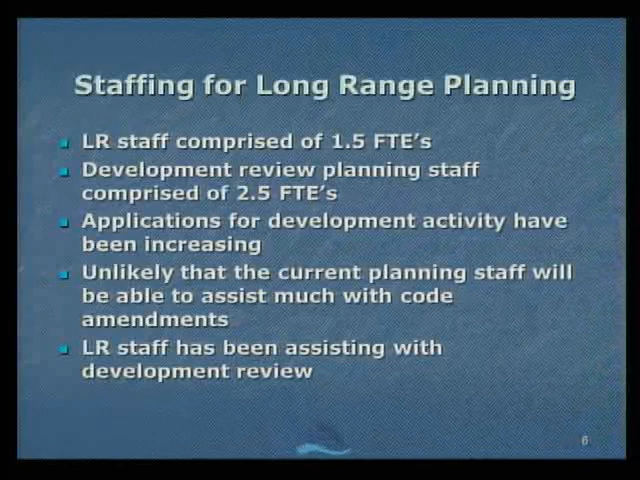 Staffing for Long Range Planning
LR staff comprised of 1.5 FTE's
Development review planning staff
comprised of 2.5 FTE's
Applications for development activity have
been increasing
Unlikely that the current planning staff will
be able to assist much with code
amendments
LR staff has been assisting with
development review
6